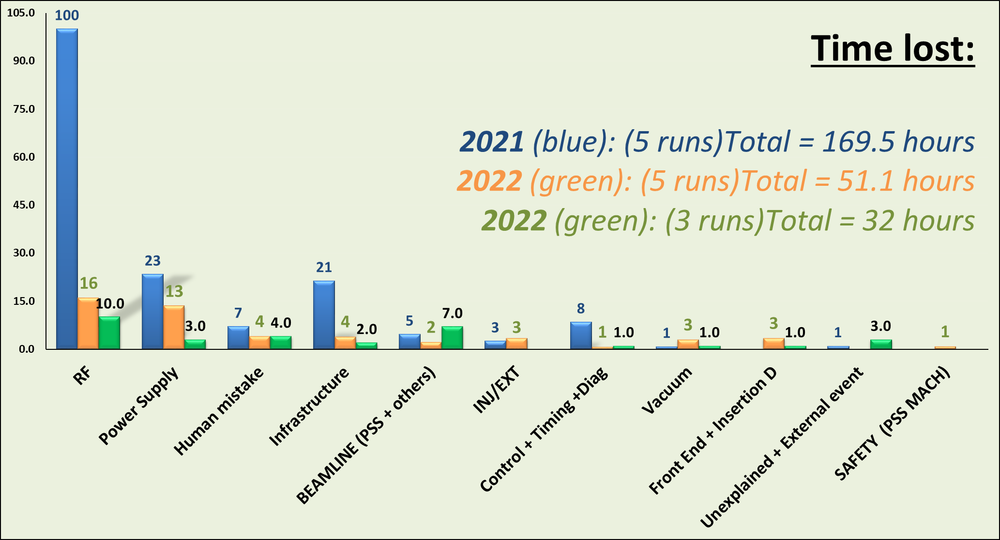 Time lost:
2021 (blue): (5 runs)Total = 169.5 hours
2022 (green): (5 runs)Total = 51.1 hours
2022 (green): (3 runs)Total = 32 hours
105.0
90.0
75.0
60.0
45.0
30.0
15.0
0.0
100
16
10.0
23
13
3.0
7
4
4.0
21
4
2.0
5
2
7.0
3
3
8
1
1.0
1
3
1.0
3
1.0
1
3.0
1
RF
Power Supply
Human mistake
Infrastructure
BEAMLINE (PSS + others)
INJ/EXT
Control + Timing +Diag
Vacuum
Front End + Insertion D
Unexplained + External event
SAFETY (PSS MACH)